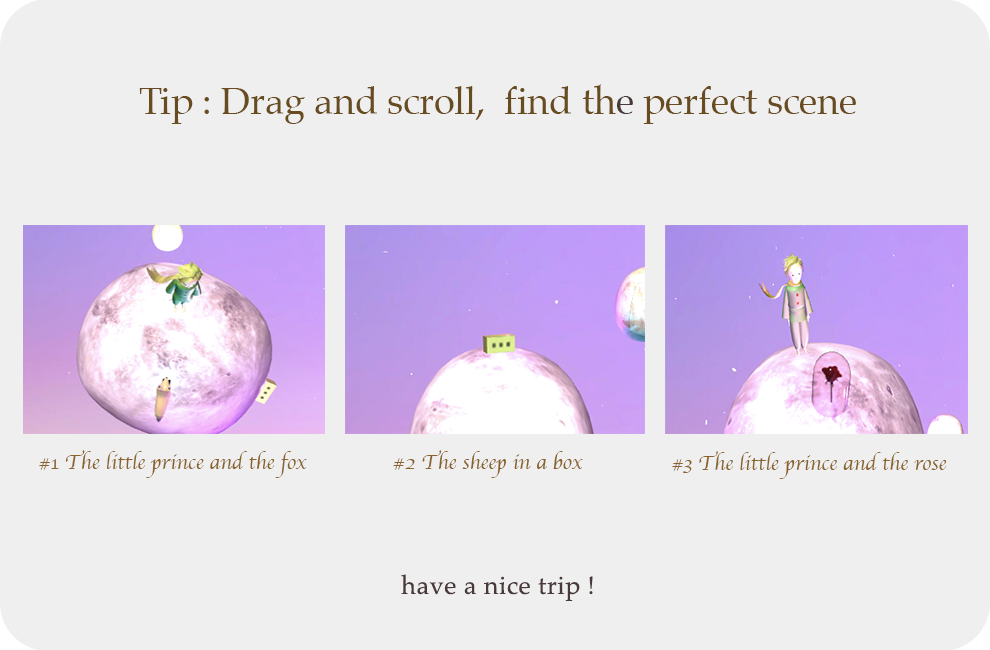 Tip : Drag and scroll,  find the perfect scene
#1 The little prince and the fox
#2 The sheep in a box
#3 The little prince and the rose
have a nice trip !